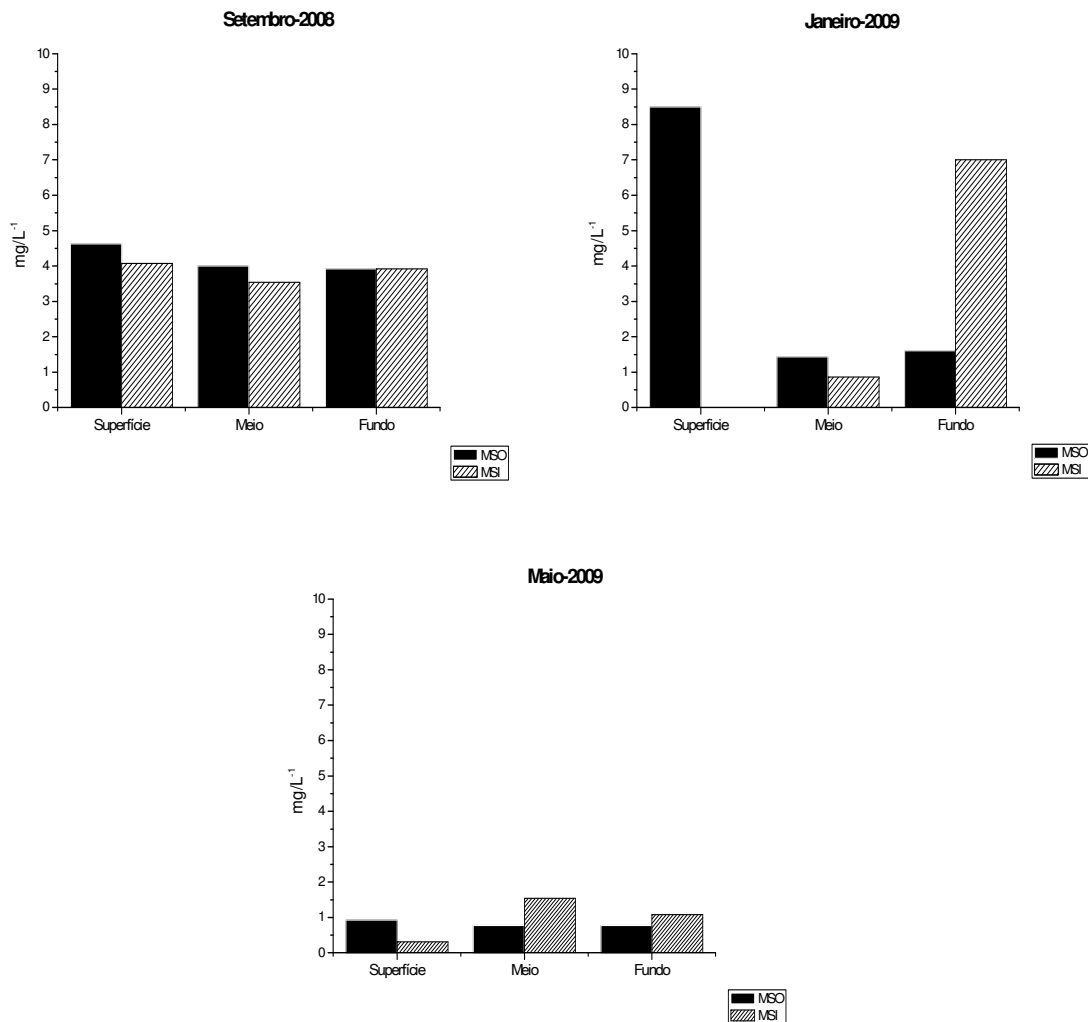 Setembro-2008
10
9
8
7
6
5
4
3
2
1
0
mg/L⁻¹
Superfície Meio Fundo
MSO
MSI
Janeiro-2009
10
9
8
7
6
5
4
3
2
1
0
mg/L⁻¹
Superfície Meio Fundo
MSO
MSI
Maio-2009
10
9
8
7
6
5
4
3
2
1
0
mg/L⁻¹
Superfície Meio Fundo
MSO
MSI